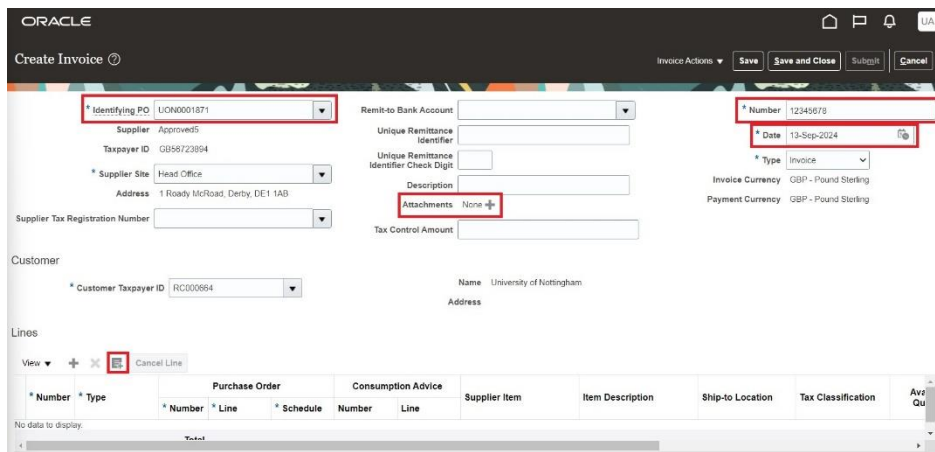 ORACLE
UA
Create Invoice
Invoice Actions Save Save and Close Submit Cancel
* Identifying PO UON0001871
Supplier Approved5
Taxpayer ID GB56723894
* Supplier Site Head Office
Address 1 Roady McRoad, Derby, DE1 1AB
Supplier Tax Registration Number
Remit-to Bank Account
Unique Remittance
Identifier
Unique Remittance
Identifier Check Digit
Description
Attachments None
Tax Control Amount
* Number 12345678
* Date 13-Sep-2024
* Type Invoice
Invoice Currency GBP - Pound Sterling
Payment Currency GBP - Pound Sterling
Customer
* Customer Taxpayer ID RC000664
Name University of Nottingham
Address
Lines
View Cancel Line
* Number * Type Purchase Order Consumption Advice Supplier Item Item Description Ship-to Location Tax Classification Ava
Qu
* Number * Line * Schedule Number Line
No data to display.
Total